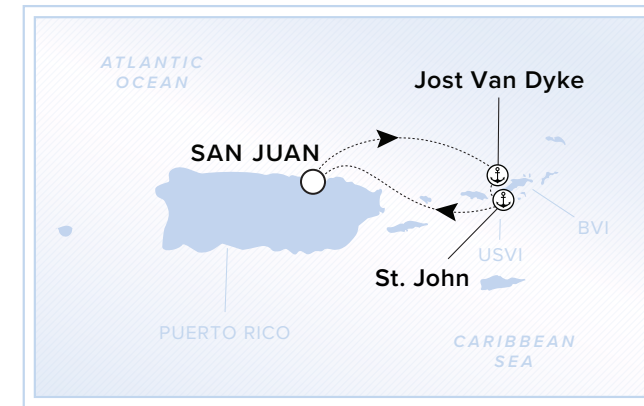 ATLANTIC
OCEAN
Jost Van Dyke
SAN JUAN
BVI
USVI
St. John
PUERTO RICO
CARIBBEAN
SEA